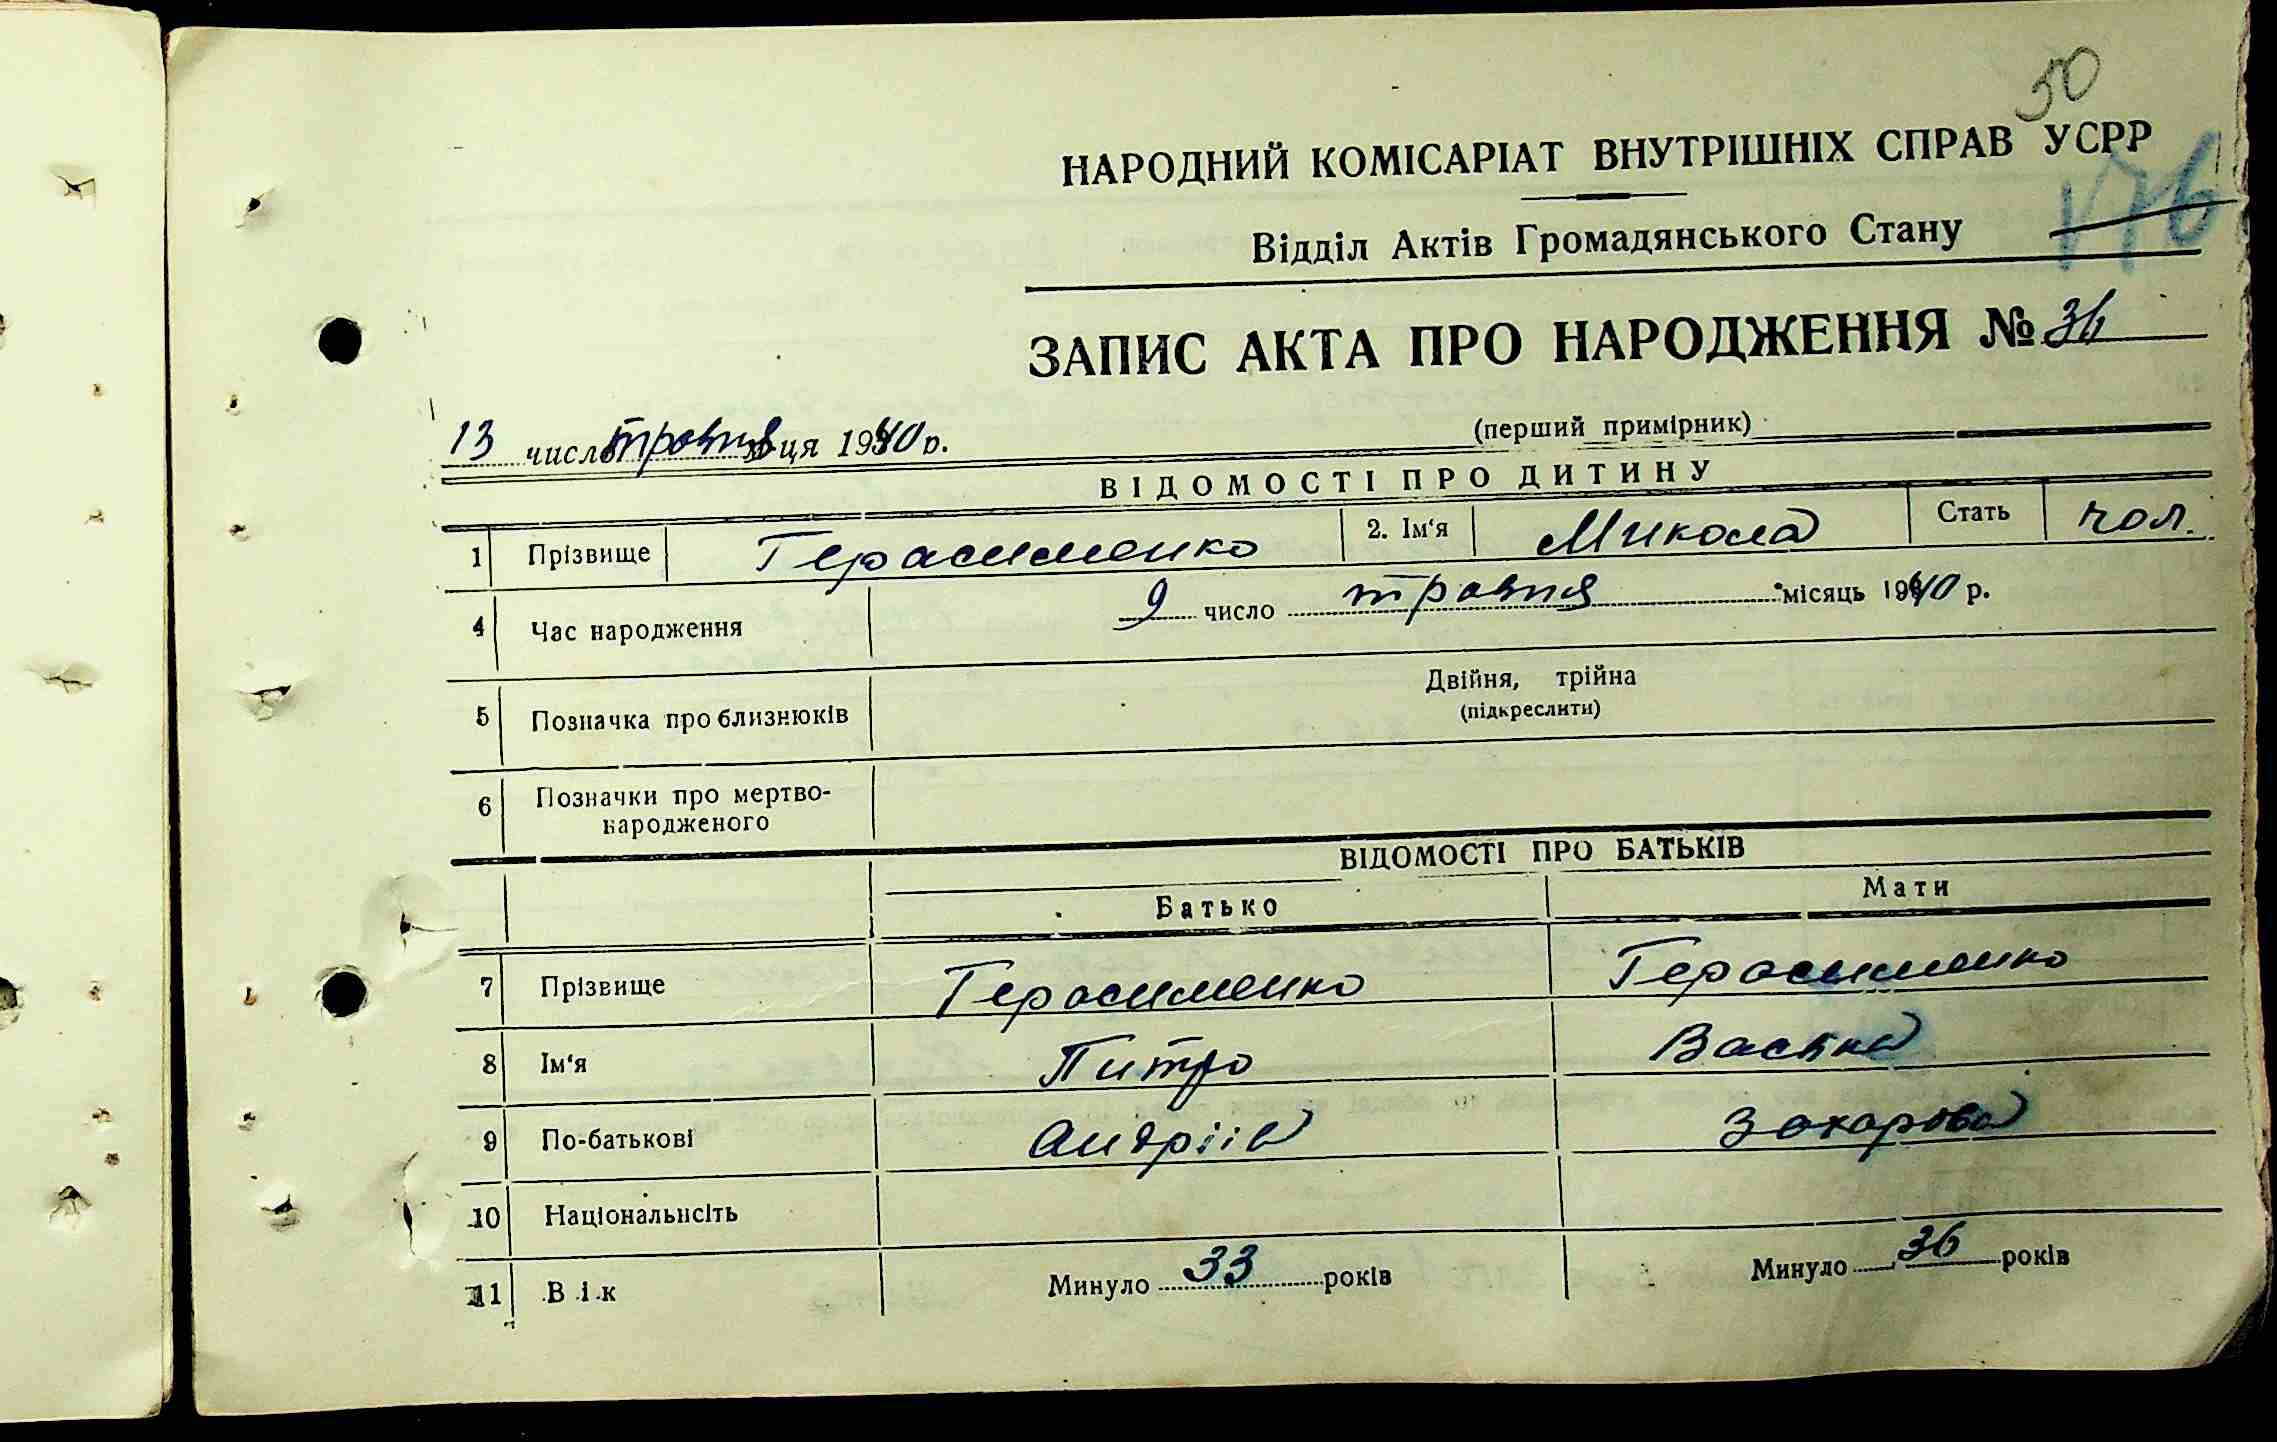 50
НАРОДНИЙ КОМІСАРІАТ ВНУТРІШНІХ СПРАВ УСРР
176
Відділ Актів Громадянського Стану
ЗАПИС АКТА ПРО НАРОДЖЕННЯ № 36
(перший примірник)
13 число травня м-ця 1940 р.
ВІДОМОСТІ ПРО ДИТИНУ
1 Прізвище Герасименко 2. Ім'я Микола Стать чол.
4 Час народження 9 число травня місяць 1940 р.
5 Позначка про близнюків Двійня, трійна
(підкреслити)
6 Позначки про мертво-
народженого
ВІДОМОСТІ ПРО БАТЬКІВ
Батько Мати
7 Прізвище Герасименко Герасименко
8 Ім'я Питро Васька
9 По-батькові Андріів Захарова
10 Національність
11 Вік Минуло 33 років Минуло 36 років